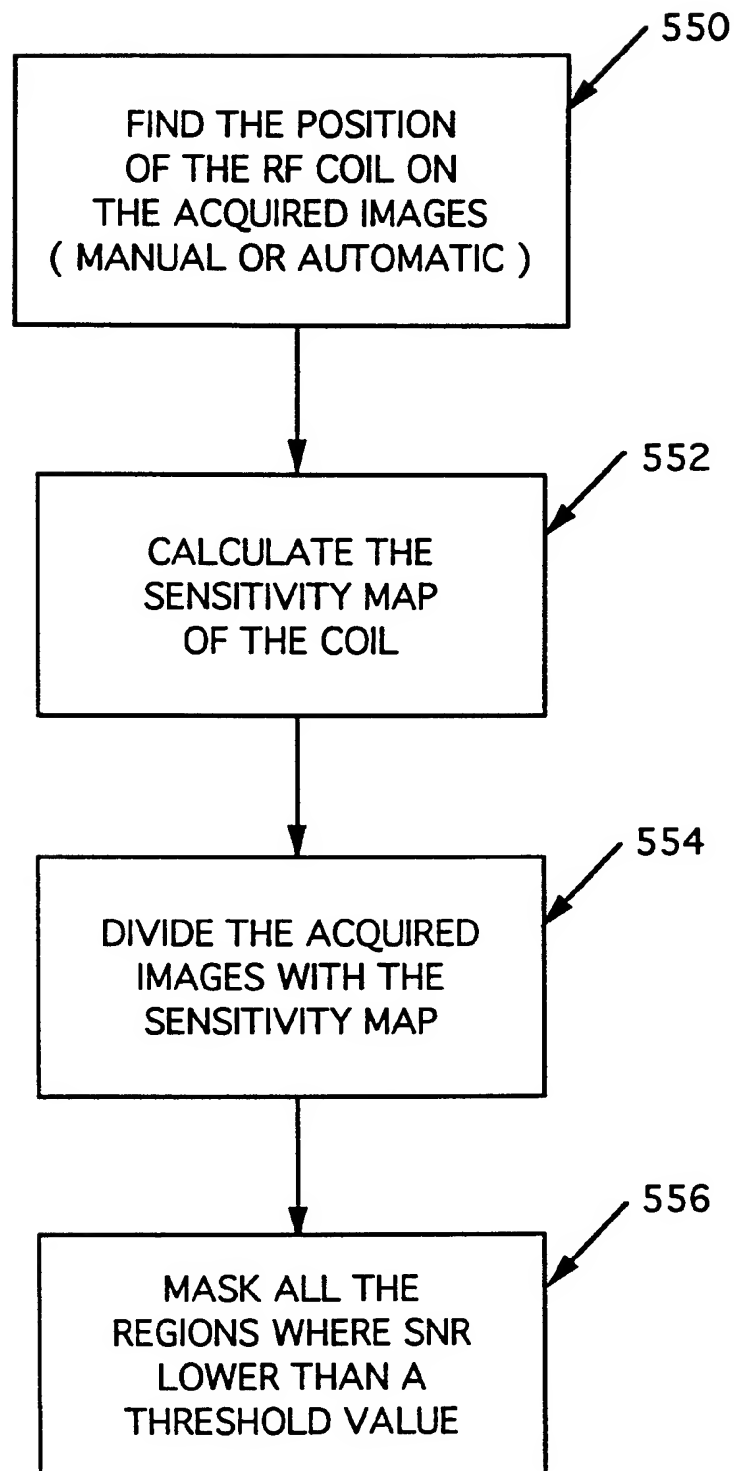 550
FIND THE POSITION
OF THE RF COIL ON
THE ACQUIRED IMAGES
( MANUAL OR AUTOMATIC )
552
CALCULATE THE
SENSITIVITY MAP
OF THE COIL
554
DIVIDE THE ACQUIRED
IMAGES WITH THE
SENSITIVITY MAP
556
MASK ALL THE
REGIONS WHERE SNR
LOWER THAN A
THRESHOLD VALUE